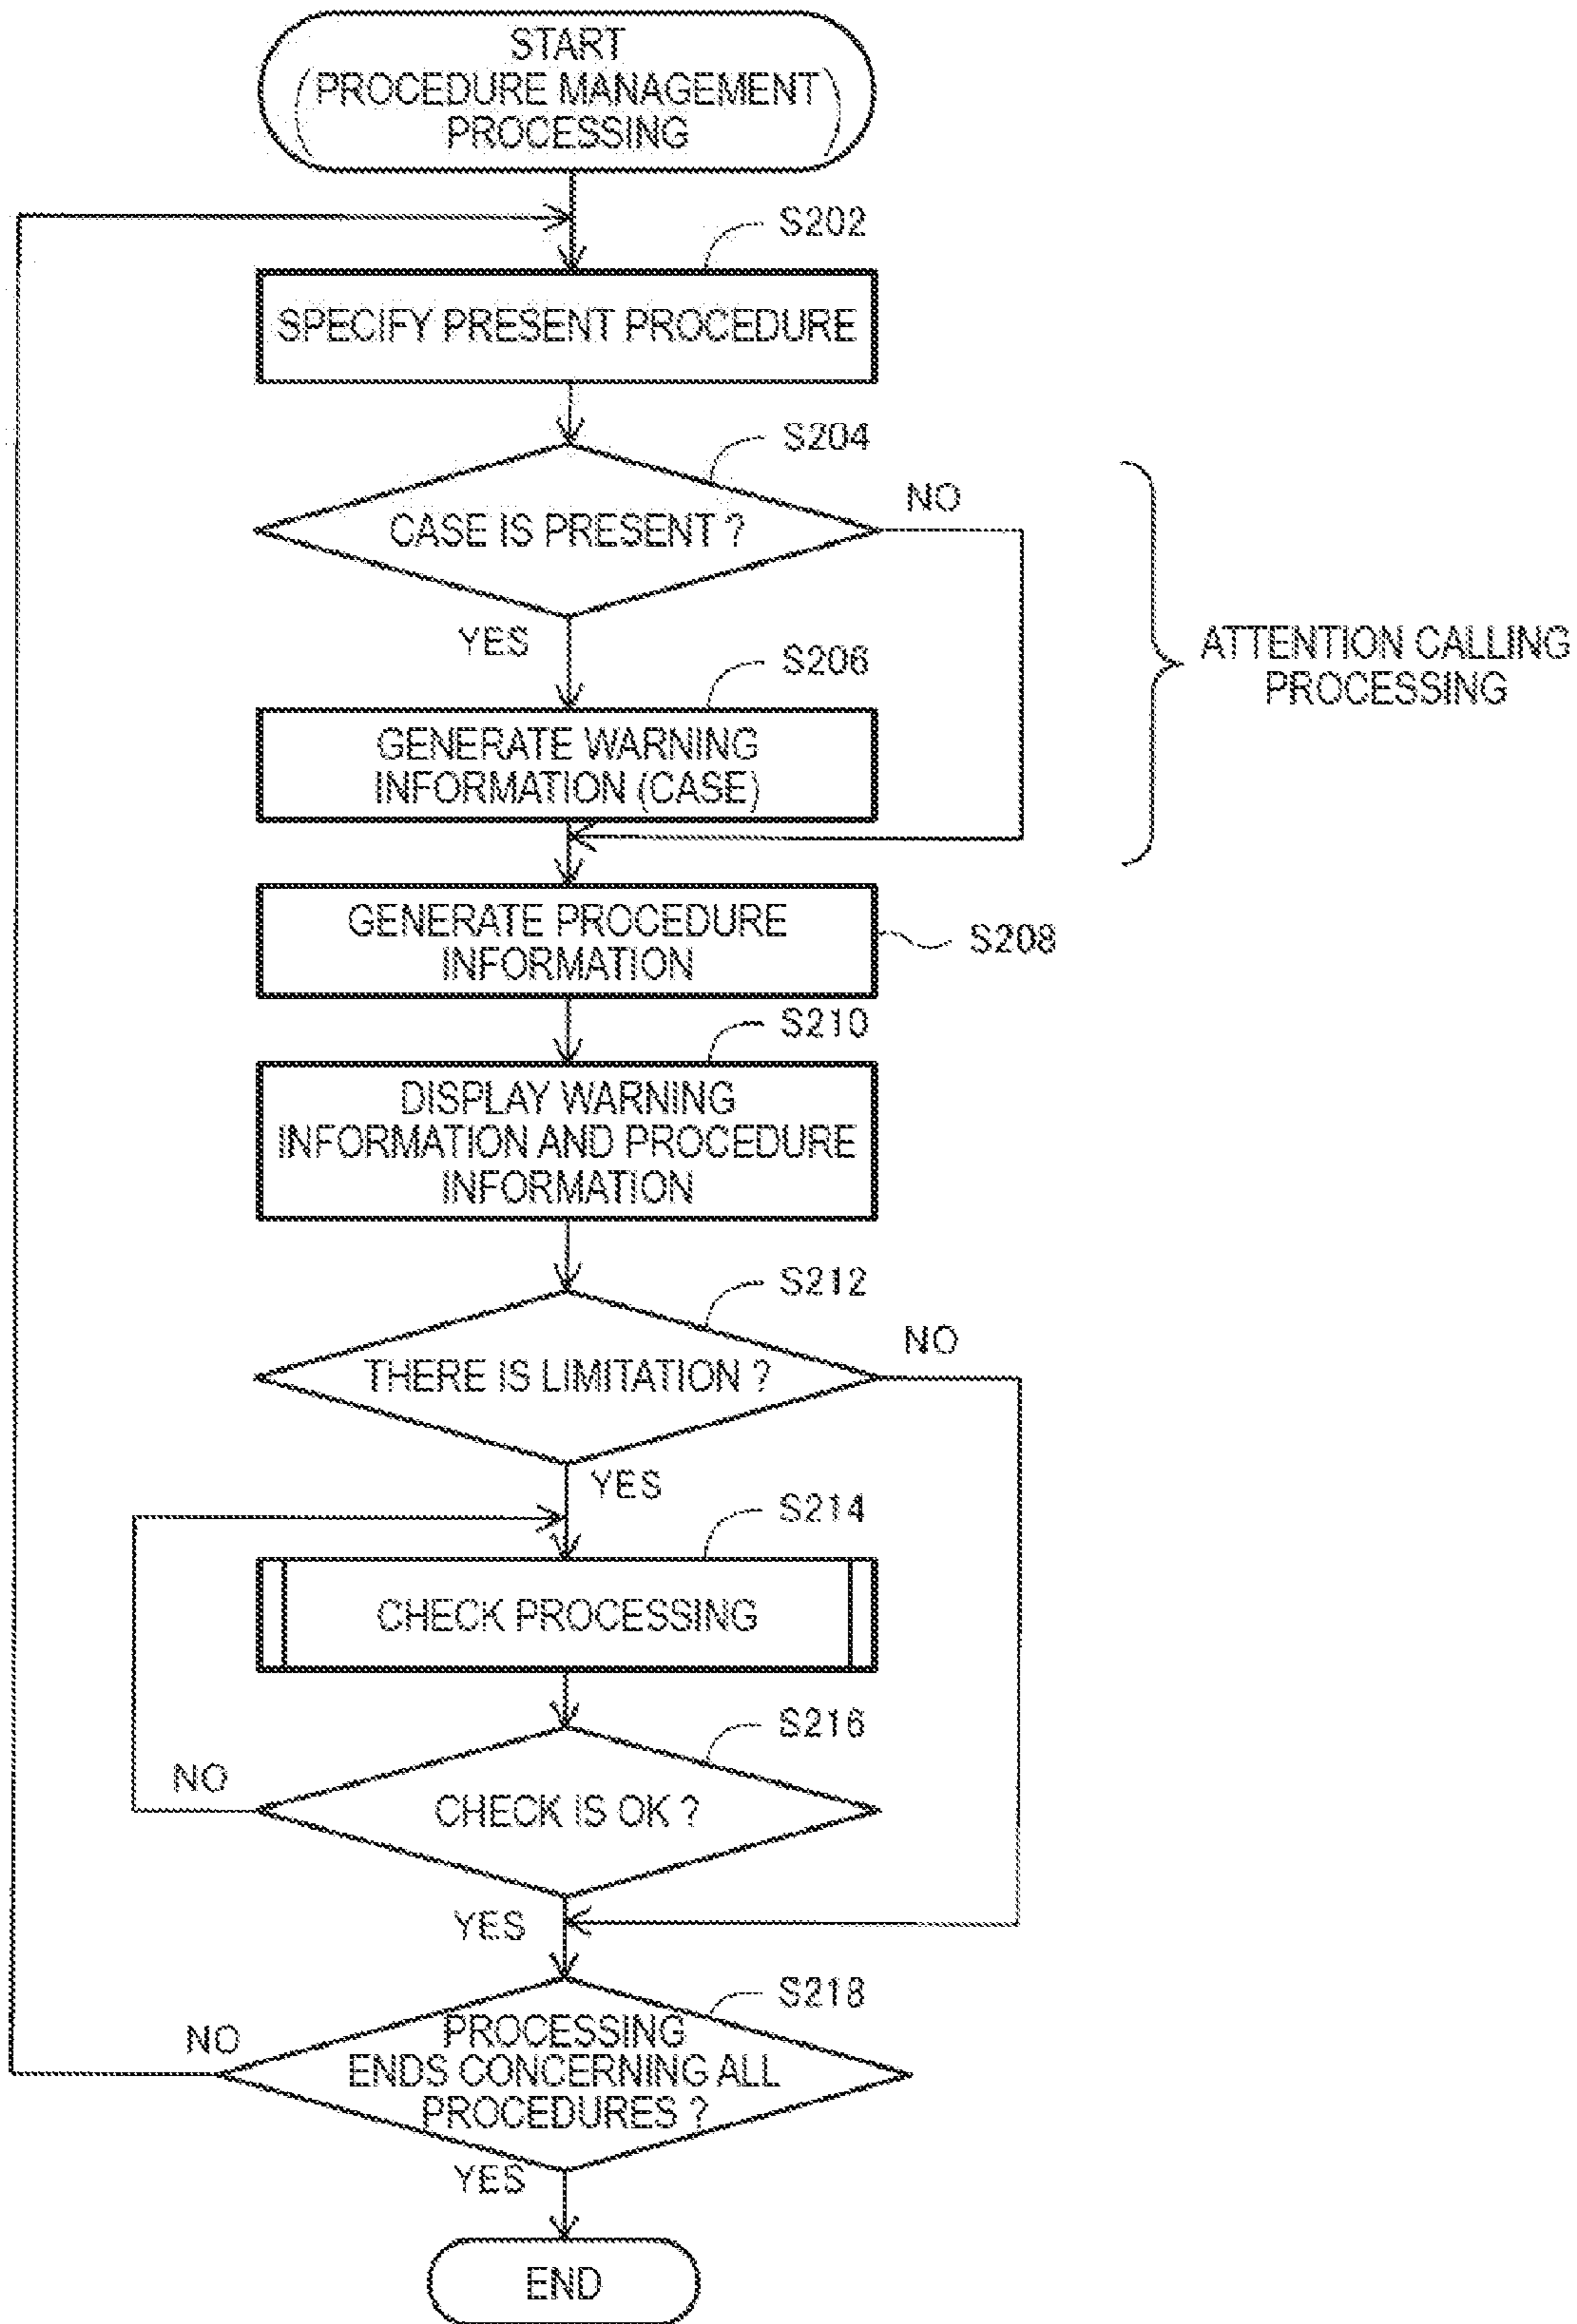 START
(PROCEDURE MANAGEMENT)
PROCESSING
S202
SPECIFY PRESENT PROCEDURE
S204
CASE IS PRESENT ?
NO
YES
ATTENTION CALLING
PROCESSING
S206
GENERATE WARNING
INFORMATION (CASE)
GENERATE PROCEDURE
INFORMATION
S208
S210
DISPLAY WARNING
INFORMATION AND PROCEDURE
INFORMATION
S212
THERE IS LIMITATION ?
NO
YES
S214
CHECK PROCESSING
S216
CHECK IS OK ?
NO
YES
S218
PROCESSING
ENDS CONCERNING ALL
PROCEDURES ?
NO
YES
END